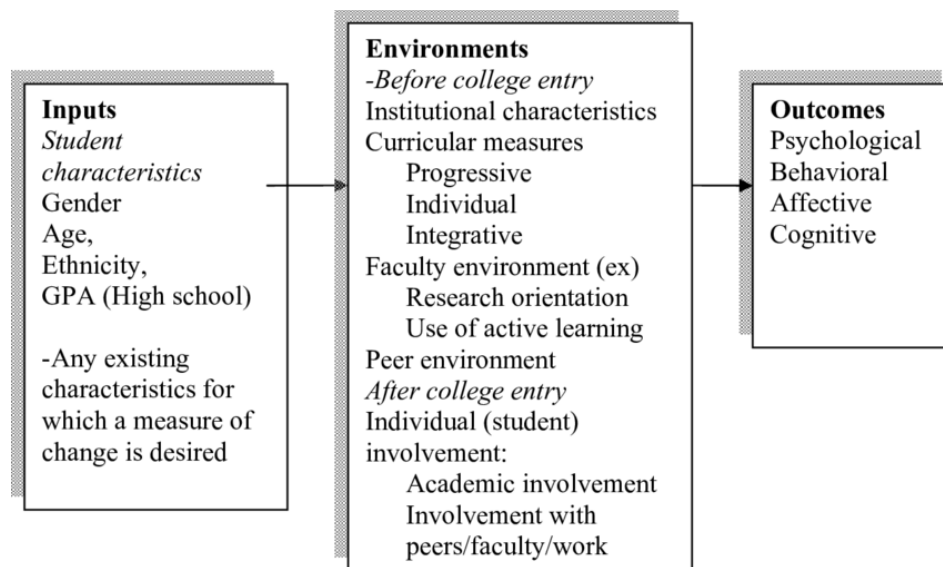 Inputs
Student
characteristics
Gender
Age,
Ethnicity,
GPA (High school)
-Any existing
characteristics for
which a measure of
change is desired
Environments
-Before college entry
Institutional characteristics
Curricular measures
Progressive
Individual
Integrative
Faculty environment (ex)
Research orientation
Use of active learning
Peer environment
After college entry
Individual (student)
involvement:
Academic involvement
Involvement with
peers/faculty/work
Outcomes
Psychological
Behavioral
Affective
Cognitive